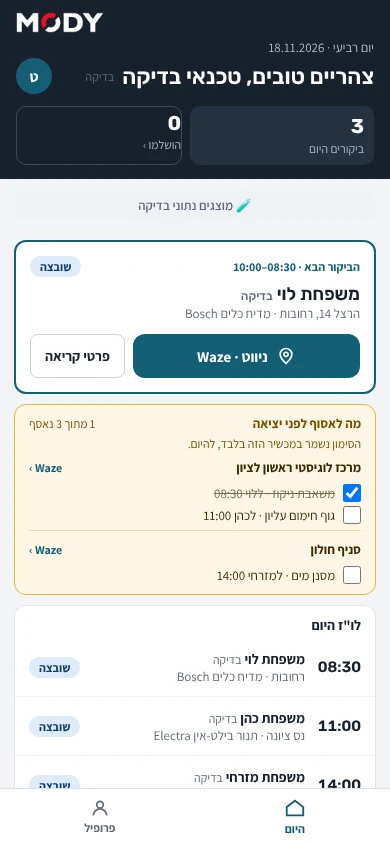 MODY
יום רביעי · 18.11.2026
צהריים טובים, טכנאי בדיקה בדיקה
ט
3
ביקורים היום
0
הושלמו ›
🧪 מוצגים נתוני בדיקה
הביקור הבא · 08:30–10:00
שובצה
משפחת לוי בדיקה
הרצל 14, רחובות · מדיח כלים Bosch
ניווט · Waze
פרטי קריאה
מה לאסוף לפני יציאה
1 מתוך 3 נאסף
הסימון נשמר במכשיר הזה בלבד, להיום.
מרכז לוגיסטי ראשון לציון
Waze ›
משאבת ניקוז · ללוי 08:30
גוף חימום עליון · לכהן 11:00
סניף חולון
Waze ›
מסנן מים · למזרחי 14:00
לו"ז היום
08:30
משפחת לוי בדיקה
רחובות · מדיח כלים Bosch
שובצה
11:00
משפחת כהן בדיקה
נס ציונה · תנור בילט-אין Electra
שובצה
14:00
משפחת מזרחי בדיקה
שובצה
היום
פרופיל